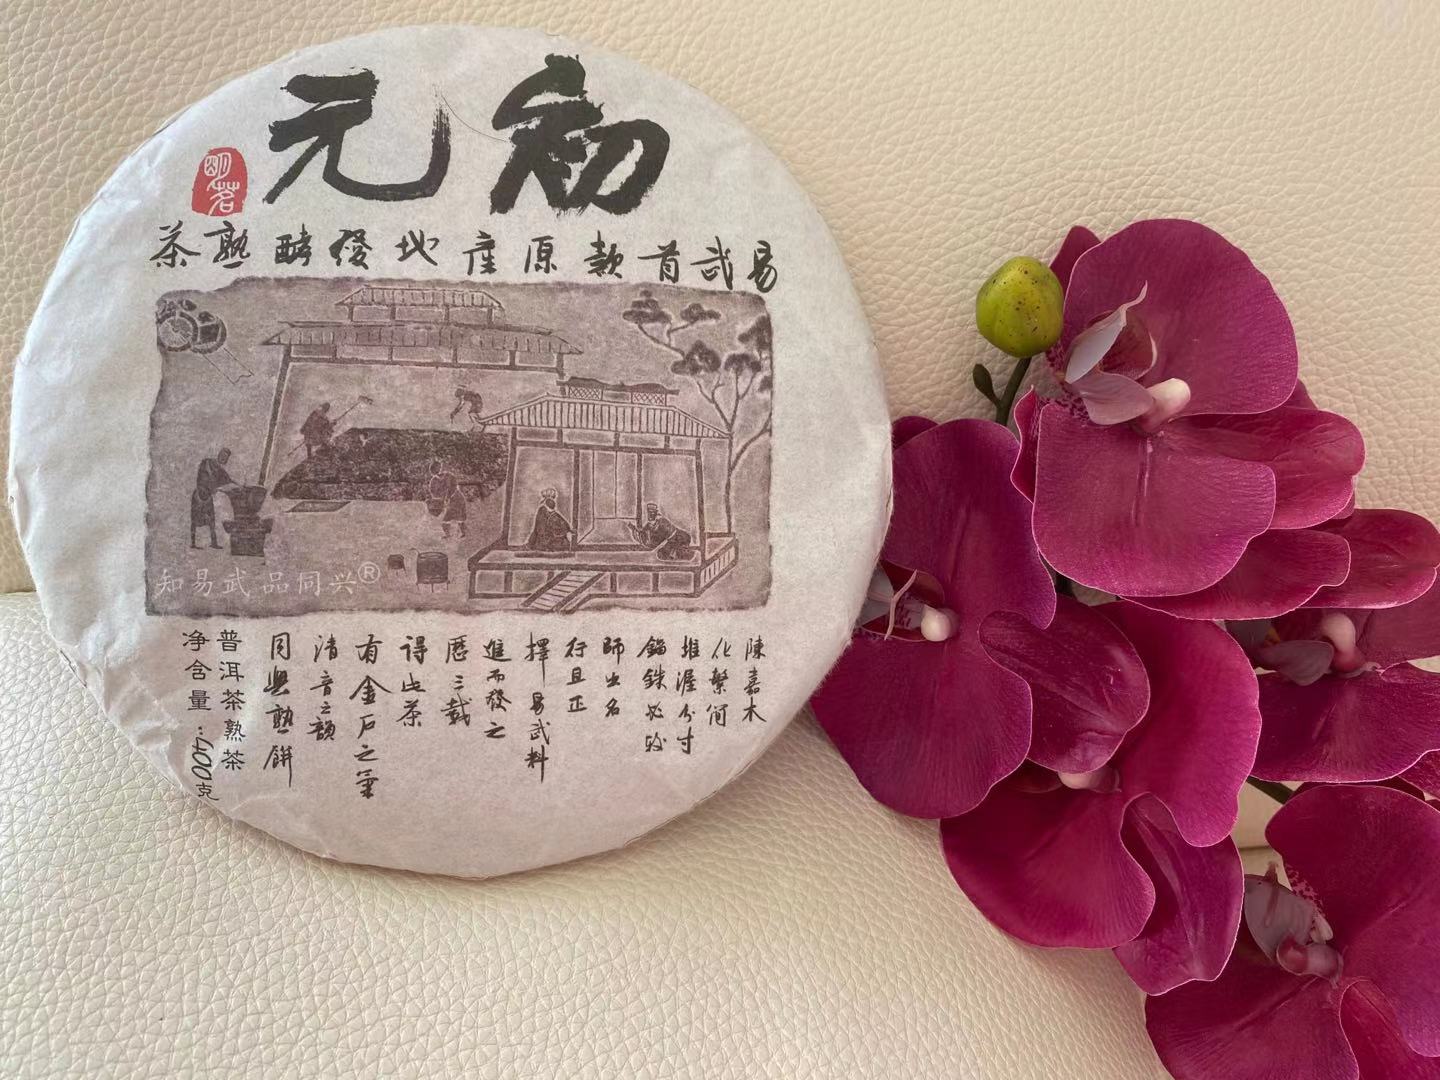 元初
明茗
易武首款原産地發酵熟茶
知易武 品同兴®
陳嘉木
化繁简
堆渥分寸
錙銖必較
師出名
行且正
擇易武料
進而發之
歷三載
得此茶
有金石之氣
清音之韻
同興熟餅
普洱茶熟茶
净含量:400克